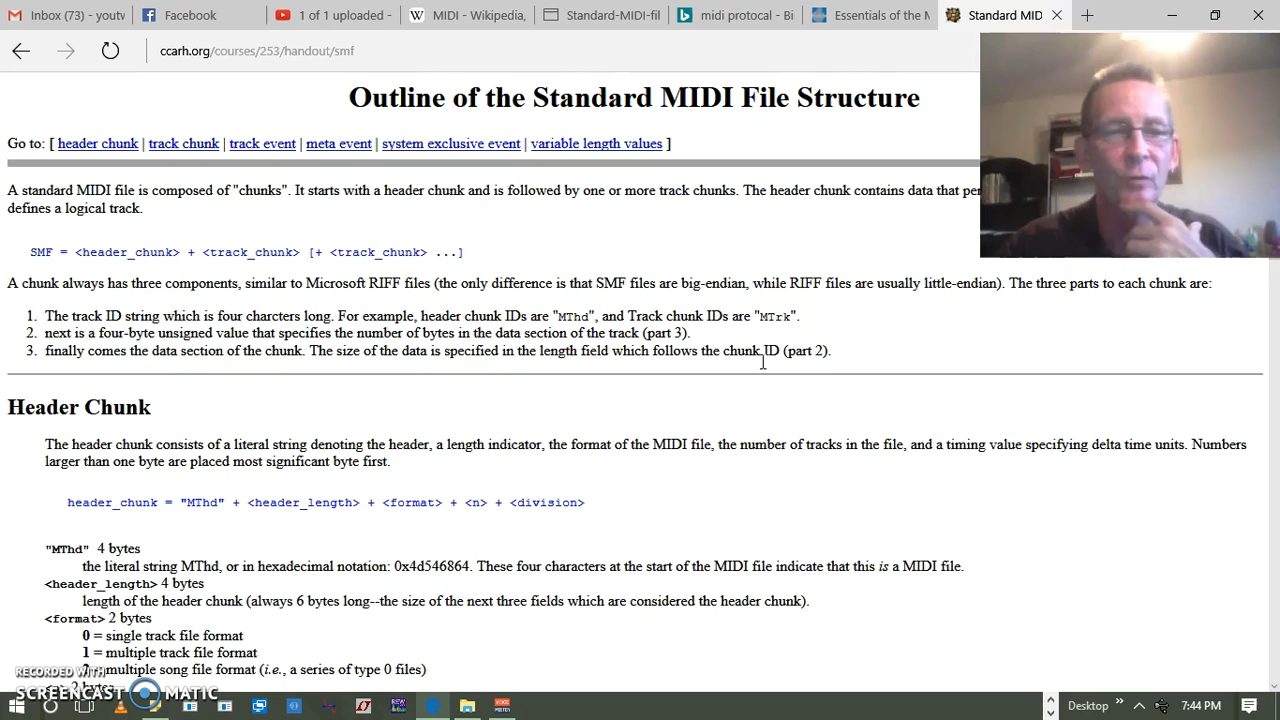 Inbox (73) - youtv
Facebook
1 of 1 uploaded -
MIDI - Wikipedia,
Standard-MIDI-fil
midi protocal - Bi
Essentials of the M
Standard MID
ccarh.org/courses/253/handout/smf
Outline of the Standard MIDI File Structure
Go to: [ header chunk | track chunk | track event | meta event | system exclusive event | variable length values ]
A standard MIDI file is composed of "chunks". It starts with a header chunk and is followed by one or more track chunks. The header chunk contains data that per
defines a logical track.
SMF = <header_chunk> + <track_chunk> [+ <track_chunk> ...]
A chunk always has three components, similar to Microsoft RIFF files (the only difference is that SMF files are big-endian, while RIFF files are usually little-endian). The three parts to each chunk are:
1. The track ID string which is four charcters long. For example, header chunk IDs are "MThd", and Track chunk IDs are "MTrk".
2. next is a four-byte unsigned value that specifies the number of bytes in the data section of the track (part 3).
3. finally comes the data section of the chunk. The size of the data is specified in the length field which follows the chunk ID (part 2).
Header Chunk
The header chunk consists of a literal string denoting the header, a length indicator, the format of the MIDI file, the number of tracks in the file, and a timing value specifying delta time units. Numbers
larger than one byte are placed most significant byte first.
header_chunk = "MThd" + <header_length> + <format> + <n> + <division>
"MThd" 4 bytes
the literal string MThd, or in hexadecimal notation: 0x4d546864. These four characters at the start of the MIDI file indicate that this is a MIDI file.
<header_length> 4 bytes
length of the header chunk (always 6 bytes long--the size of the next three fields which are considered the header chunk).
<format> 2 bytes
0 = single track file format
1 = multiple track file format
multiple song file format (i.e., a series of type 0 files)
RECORDED WITH
SCREENCAST MATIC
Desktop
7:44 PM